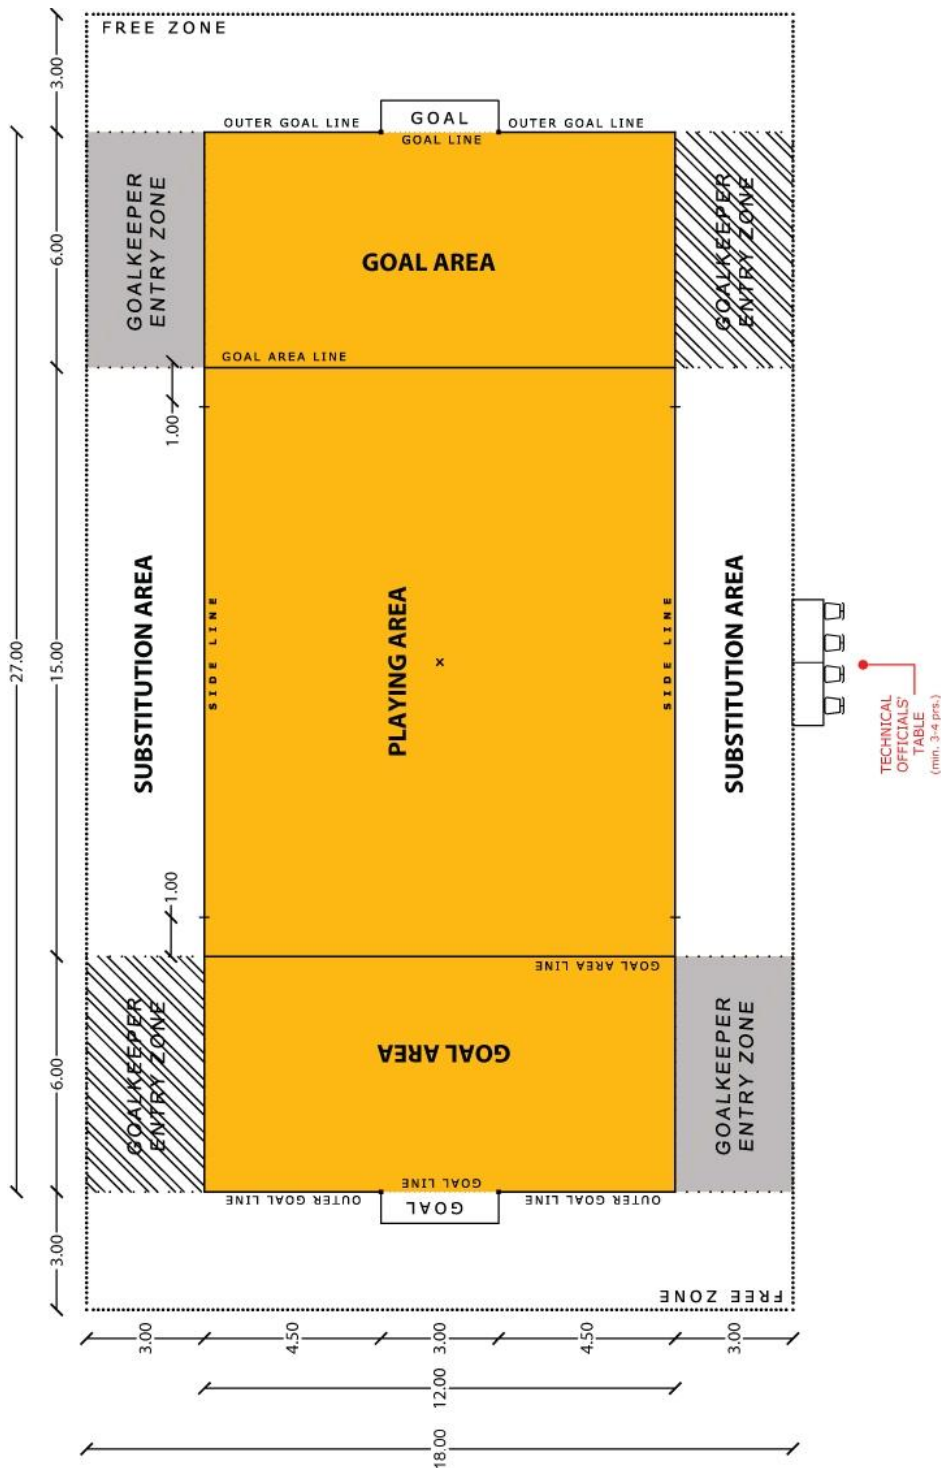 FREE ZONE
3.00
OUTER GOAL LINE
GOAL
OUTER GOAL LINE
GOAL LINE
GOALKEEPER
ENTRY ZONE
6.00
GOAL AREA
GOALKEEPER
ENTRY ZONE
GOAL AREA LINE
1.00
27.00
15.00
SUBSTITUTION AREA
SIDE LINE
PLAYING AREA
x
SIDE LINE
SUBSTITUTION AREA
TECHNICAL
OFFICIALS'
TABLE
(min. 3-4 prs.)
1.00
GOAL AREA LINE
GOALKEEPER
ENTRY ZONE
6.00
GOAL AREA
GOALKEEPER
ENTRY ZONE
GOAL LINE
OUTER GOAL LINE
GOAL
OUTER GOAL LINE
3.00
FREE ZONE
3.00
4.50
3.00
4.50
3.00
12.00
18.00